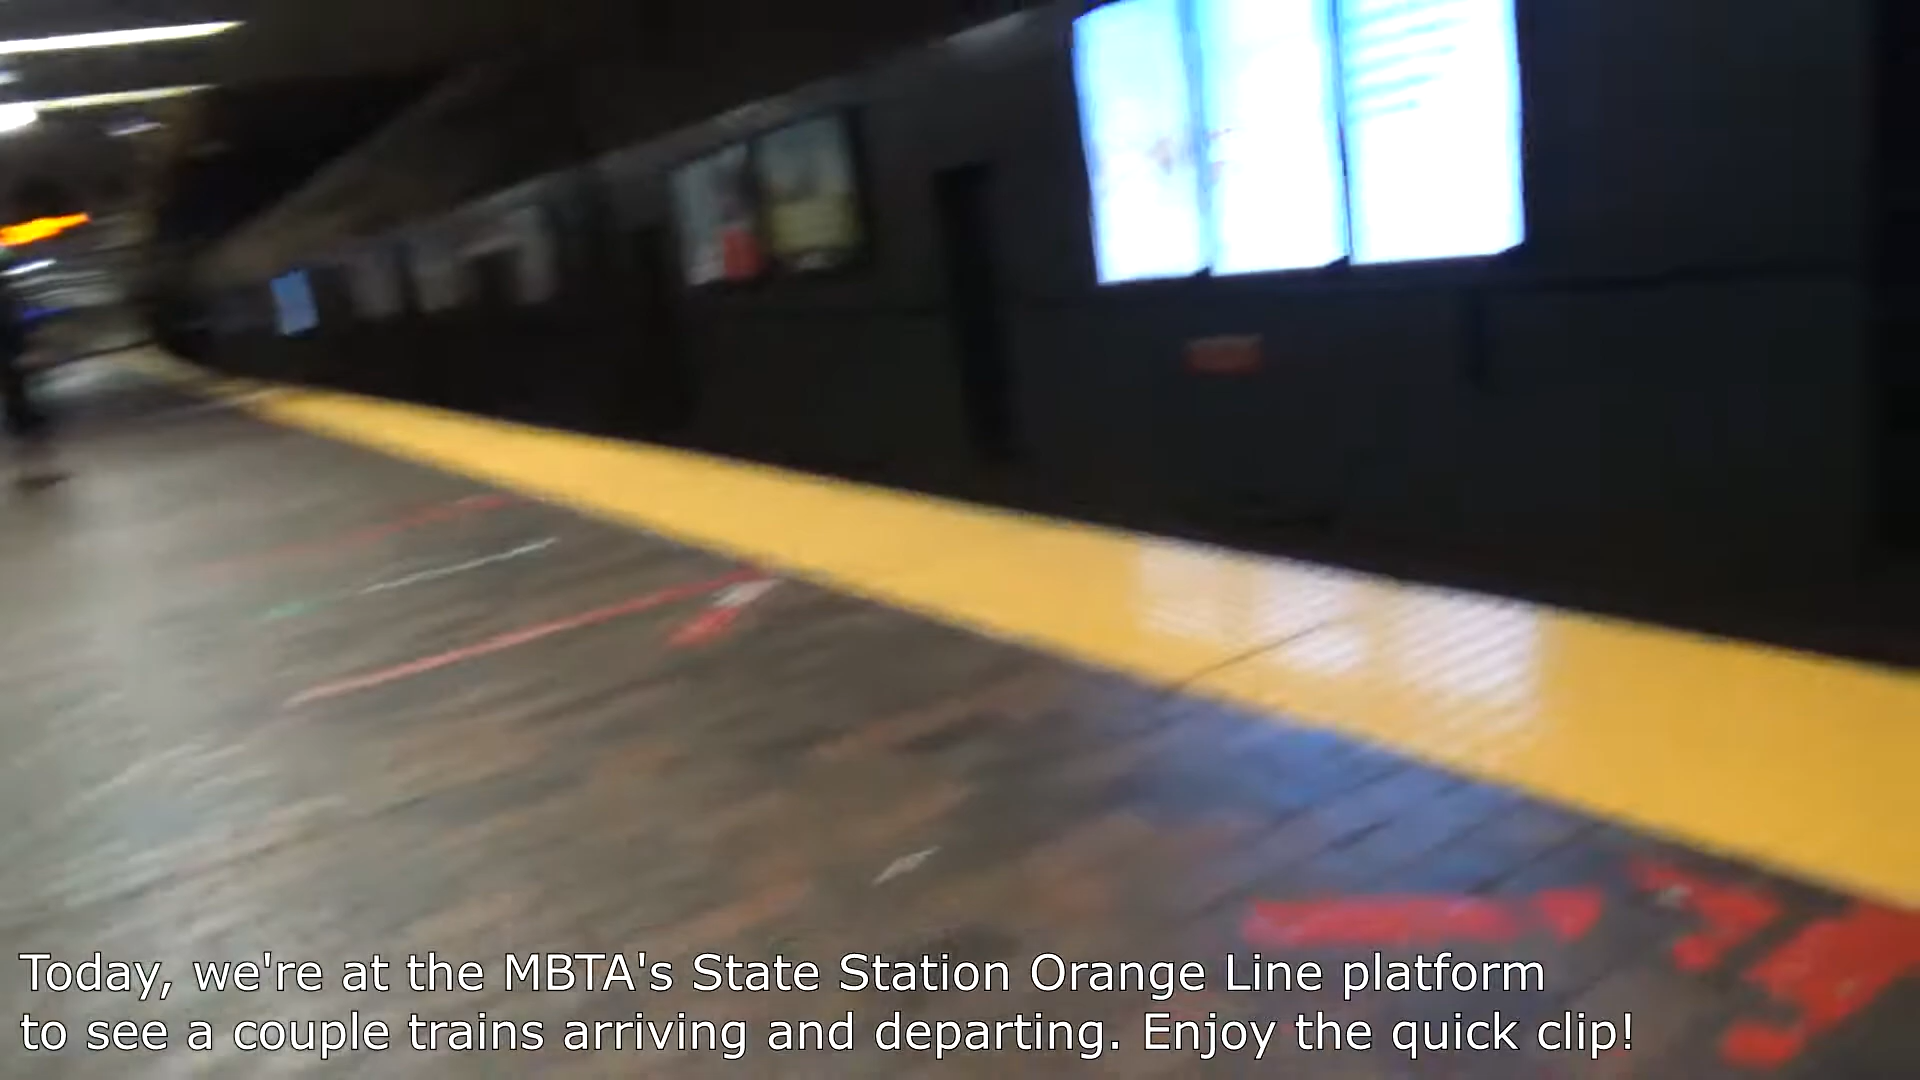 Today, we're at the MBTA's State Station Orange Line platform
to see a couple trains arriving and departing. Enjoy the quick clip!